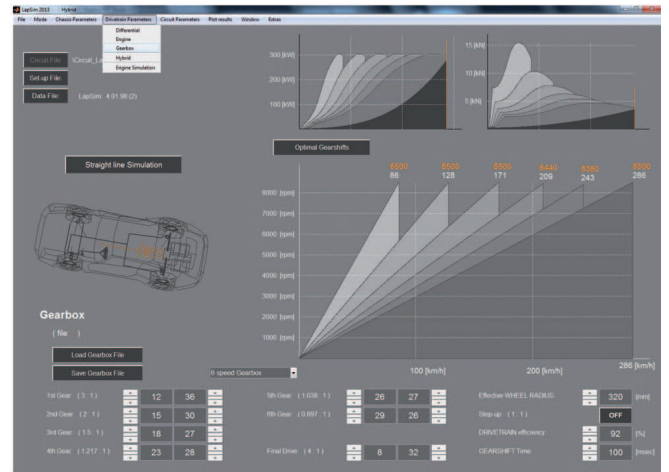 LapSim 2013 Hybrid
File Mode Chassis Parameters Drivetrain Parameters Circuit Parameters Plot results Window Extras
Differential
Engine
Gearbox
Hybrid
Engine Simulation
Circuit File: \Circuit_La
Set up File:
Data File: LapSim: 4:01.98 (2)
300 [kW]
200 [kW]
100 [kW]
15 [kN]
10 [kN]
5 [kN]
Optimal Gearshifts
Straight line Simulation
8500 8500 8500 8440 8500
86 128 171 209 243 286
8000 [rpm]
7000 [rpm]
6000 [rpm]
5000 [rpm]
4000 [rpm]
3000 [rpm]
2000 [rpm]
1000 [rpm]
100 [km/h] 200 [km/h] 286 [km/h]
Gearbox
( file: )
Load Gearbox File
Save Gearbox File
6 speed Gearbox
1st Gear: ( 3 : 1 ) 12 36
2nd Gear: ( 2 : 1 ) 15 30
3rd Gear: ( 1.5 : 1 ) 18 27
4th Gear: ( 1.217 : 1 ) 23 28
5th Gear: ( 1.038 : 1 ) 26 27
6th Gear: ( 0.897 : 1 ) 29 26
Final Drive: ( 4 : 1 ) 8 32
Effective WHEEL RADIUS 320 [mm]
Step up ( 1 : 1 ) OFF
DRIVETRAIN efficiency 92 [%]
GEARSHIFT Time 100 [msec]